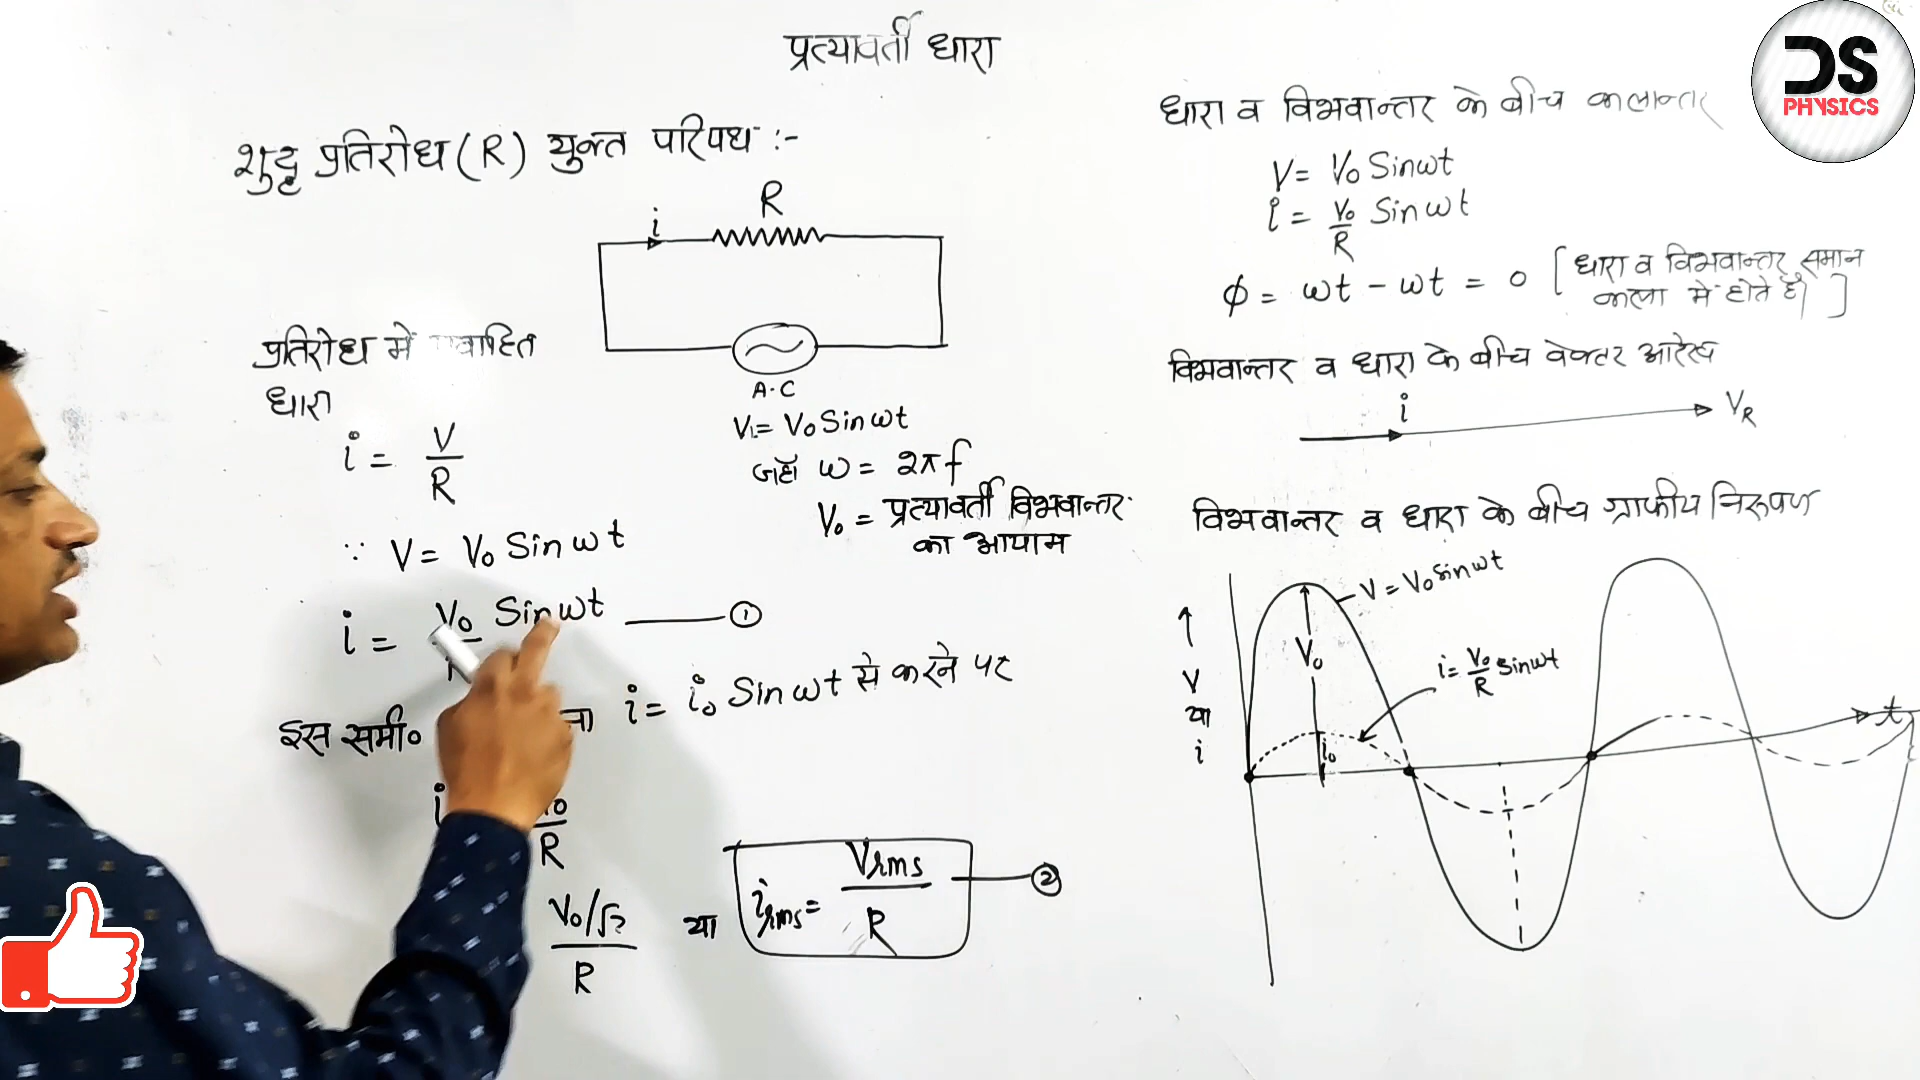 प्रत्यावर्ती धारा
शुद्ध प्रतिरोध (R) युक्त परिपथ :-
R
i
A.C
V = V₀ Sinωt
जहाँ ω = 2πf
V₀ = प्रत्यावर्ती विभवान्तर
का आयाम
प्रतिरोध में
धारा
i = V/R
∵ V = V₀ Sinωt
i = V₀ Sinωt —— ①
इस समी०
i = i₀ Sinωt से करने पर
R
V₀/√2 / R
या
irms = Vrms/R —— ②
धारा व विभवान्तर के बीच कलान्तर
V = V₀ Sinωt
i = V₀/R Sinωt
φ = ωt - ωt = 0 [धारा व विभवान्तर समान
कला में होते हैं]
विभवान्तर व धारा के बीच वेक्टर आरेख
i
V_R
विभवान्तर व धारा के बीच ग्राफीय निरूपण
V = V₀ sinωt
i = V₀/R sinωt
V₀
i₀
↑
V
या
i
t
DS
PHYSICS